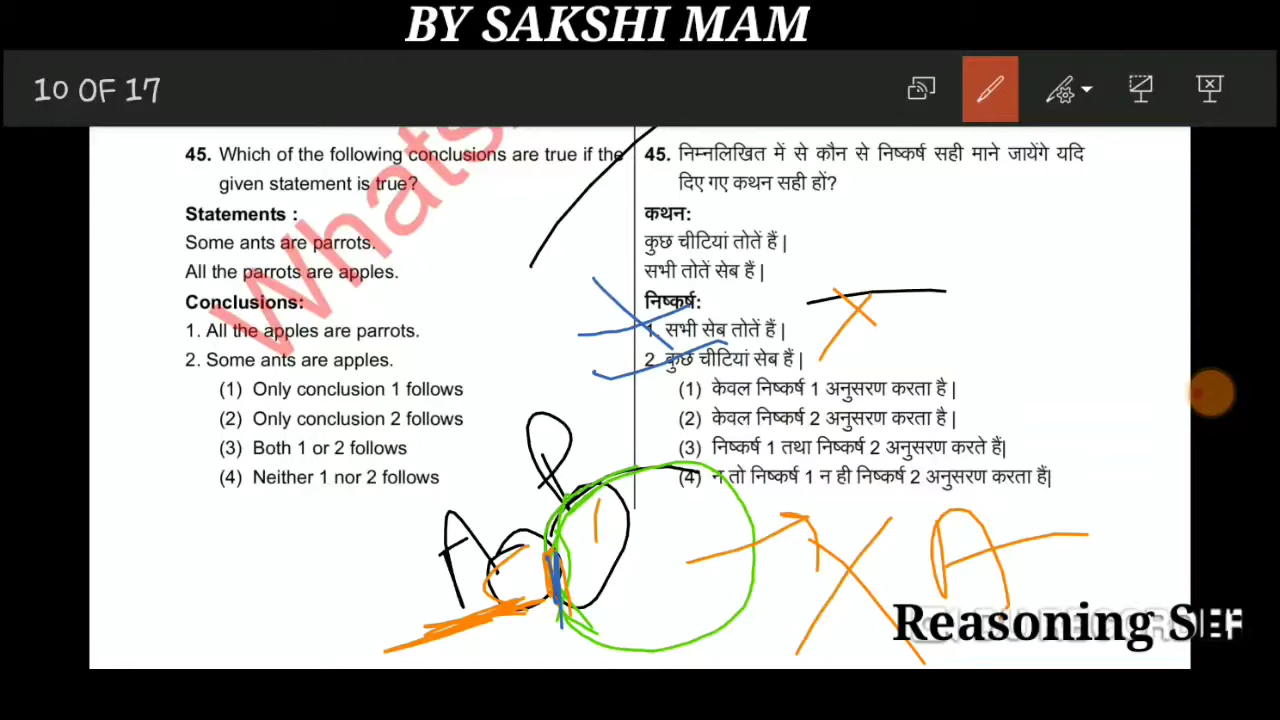 BY SAKSHI MAM
10 OF 17
45. Which of the following conclusions are true if the
given statement is true?
Statements :
Some ants are parrots.
All the parrots are apples.
Conclusions:
1. All the apples are parrots.
2. Some ants are apples.
(1) Only conclusion 1 follows
(2) Only conclusion 2 follows
(3) Both 1 or 2 follows
(4) Neither 1 nor 2 follows
45. निम्नलिखित में से कौन से निष्कर्ष सही माने जायेंगे यदि
दिए गए कथन सही हों?
कथन:
कुछ चीटियां तोतें हैं |
सभी तोतें सेब हैं |
निष्कर्ष:
1. सभी सेब तोतें हैं |
2. कुछ चीटियां सेब हैं |
(1) केवल निष्कर्ष 1 अनुसरण करता है |
(2) केवल निष्कर्ष 2 अनुसरण करता है |
(3) निष्कर्ष 1 तथा निष्कर्ष 2 अनुसरण करते हैं|
(4) न तो निष्कर्ष 1 न ही निष्कर्ष 2 अनुसरण करता हैं|
Whats
A
P
A
Reasoning S